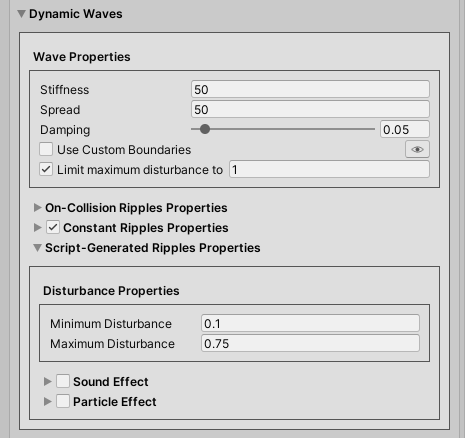 Dynamic Waves
Wave Properties
Stiffness 50
Spread 50
Damping 0.05
Use Custom Boundaries
Limit maximum disturbance to 1
On-Collision Ripples Properties
Constant Ripples Properties
Script-Generated Ripples Properties
Disturbance Properties
Minimum Disturbance 0.1
Maximum Disturbance 0.75
Sound Effect
Particle Effect